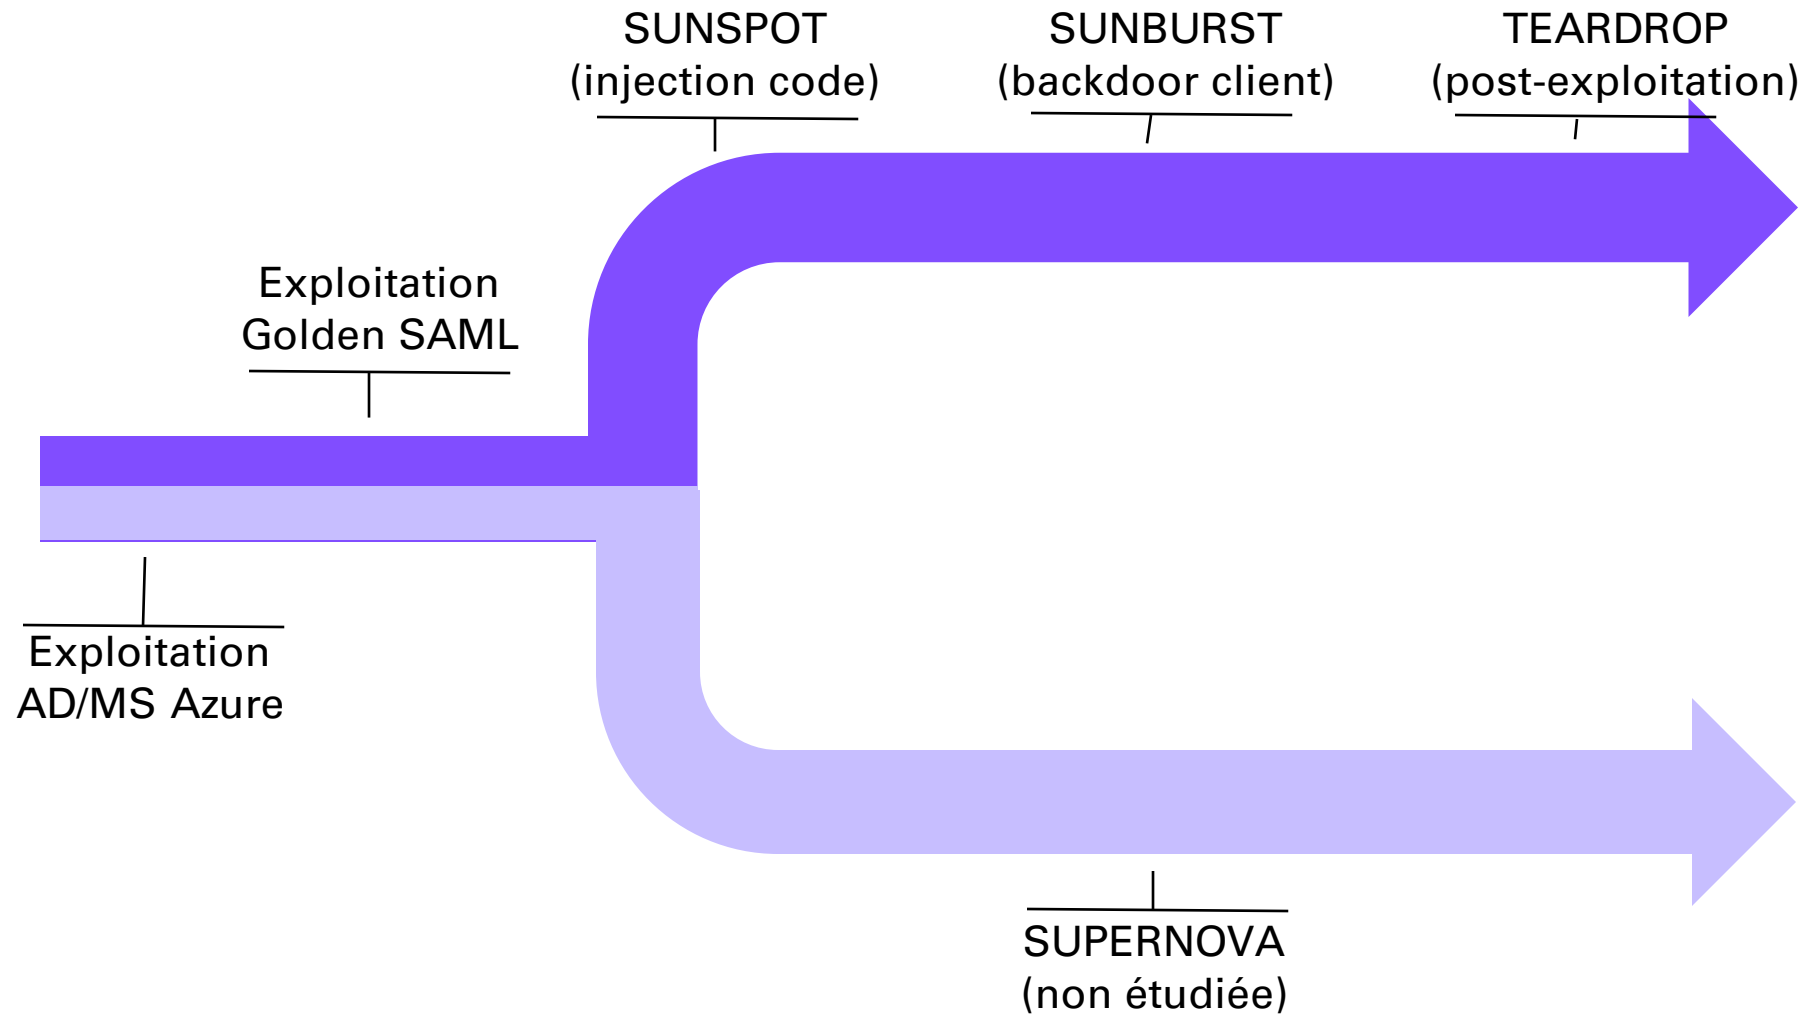 SUNSPOT
(injection code)
SUNBURST
(backdoor client)
TEARDROP
(post-exploitation)
Exploitation
Golden SAML
Exploitation
AD/MS Azure
SUPERNOVA
(non étudiée)